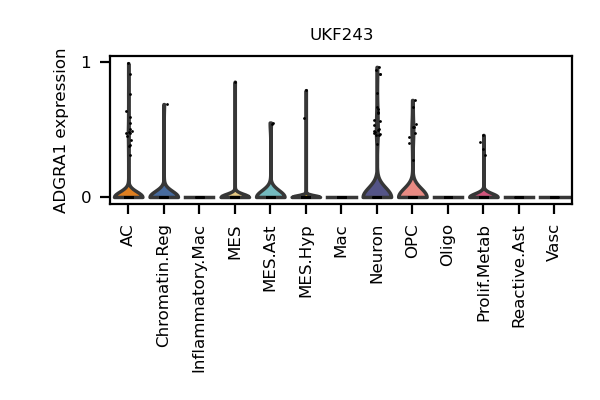 UKF243
ADGRA1 expression
1
0
AC
Chromatin.Reg
Inflammatory.Mac
MES
MES.Ast
MES.Hyp
Mac
Neuron
OPC
Oligo
Prolif.Metab
Reactive.Ast
Vasc